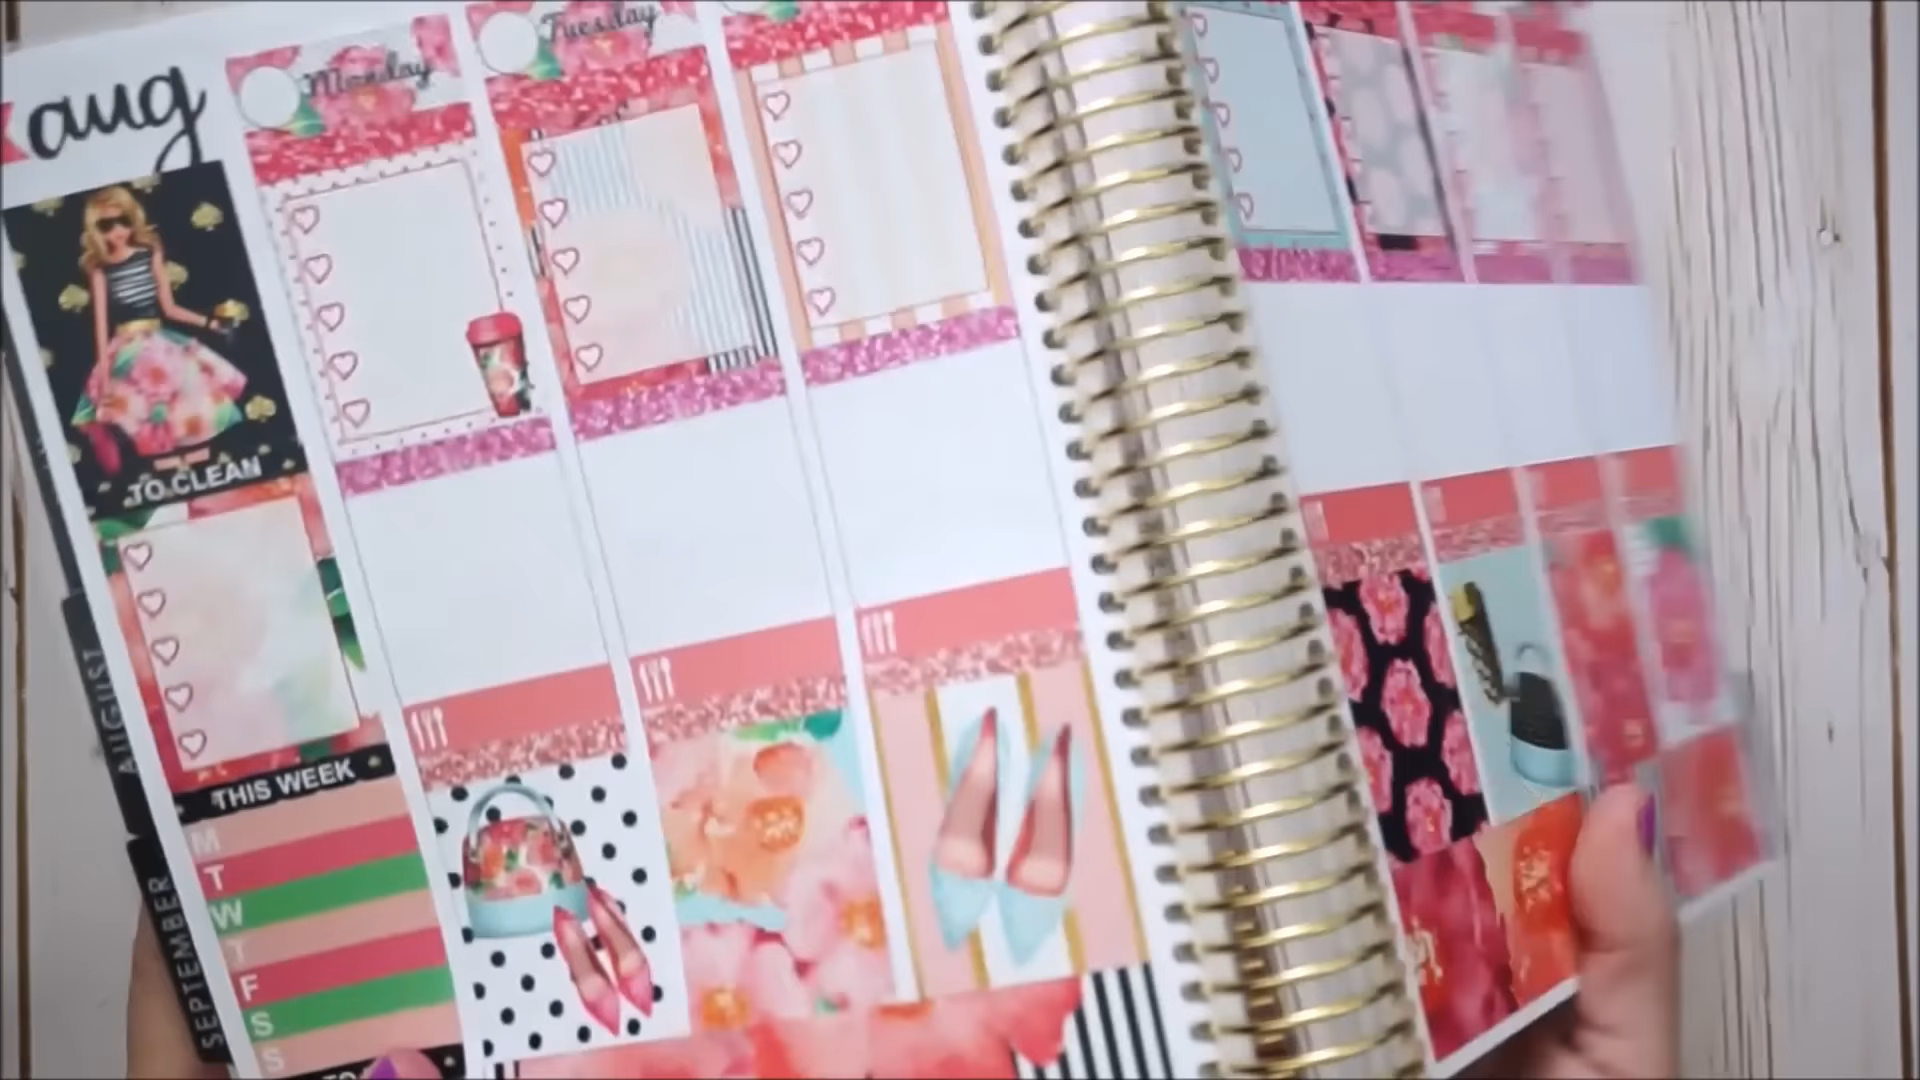 aug
Monday
Tuesday
TO CLEAN
THIS WEEK
M
T
W
T
F
S
S
AUGUST
SEPTEMBER